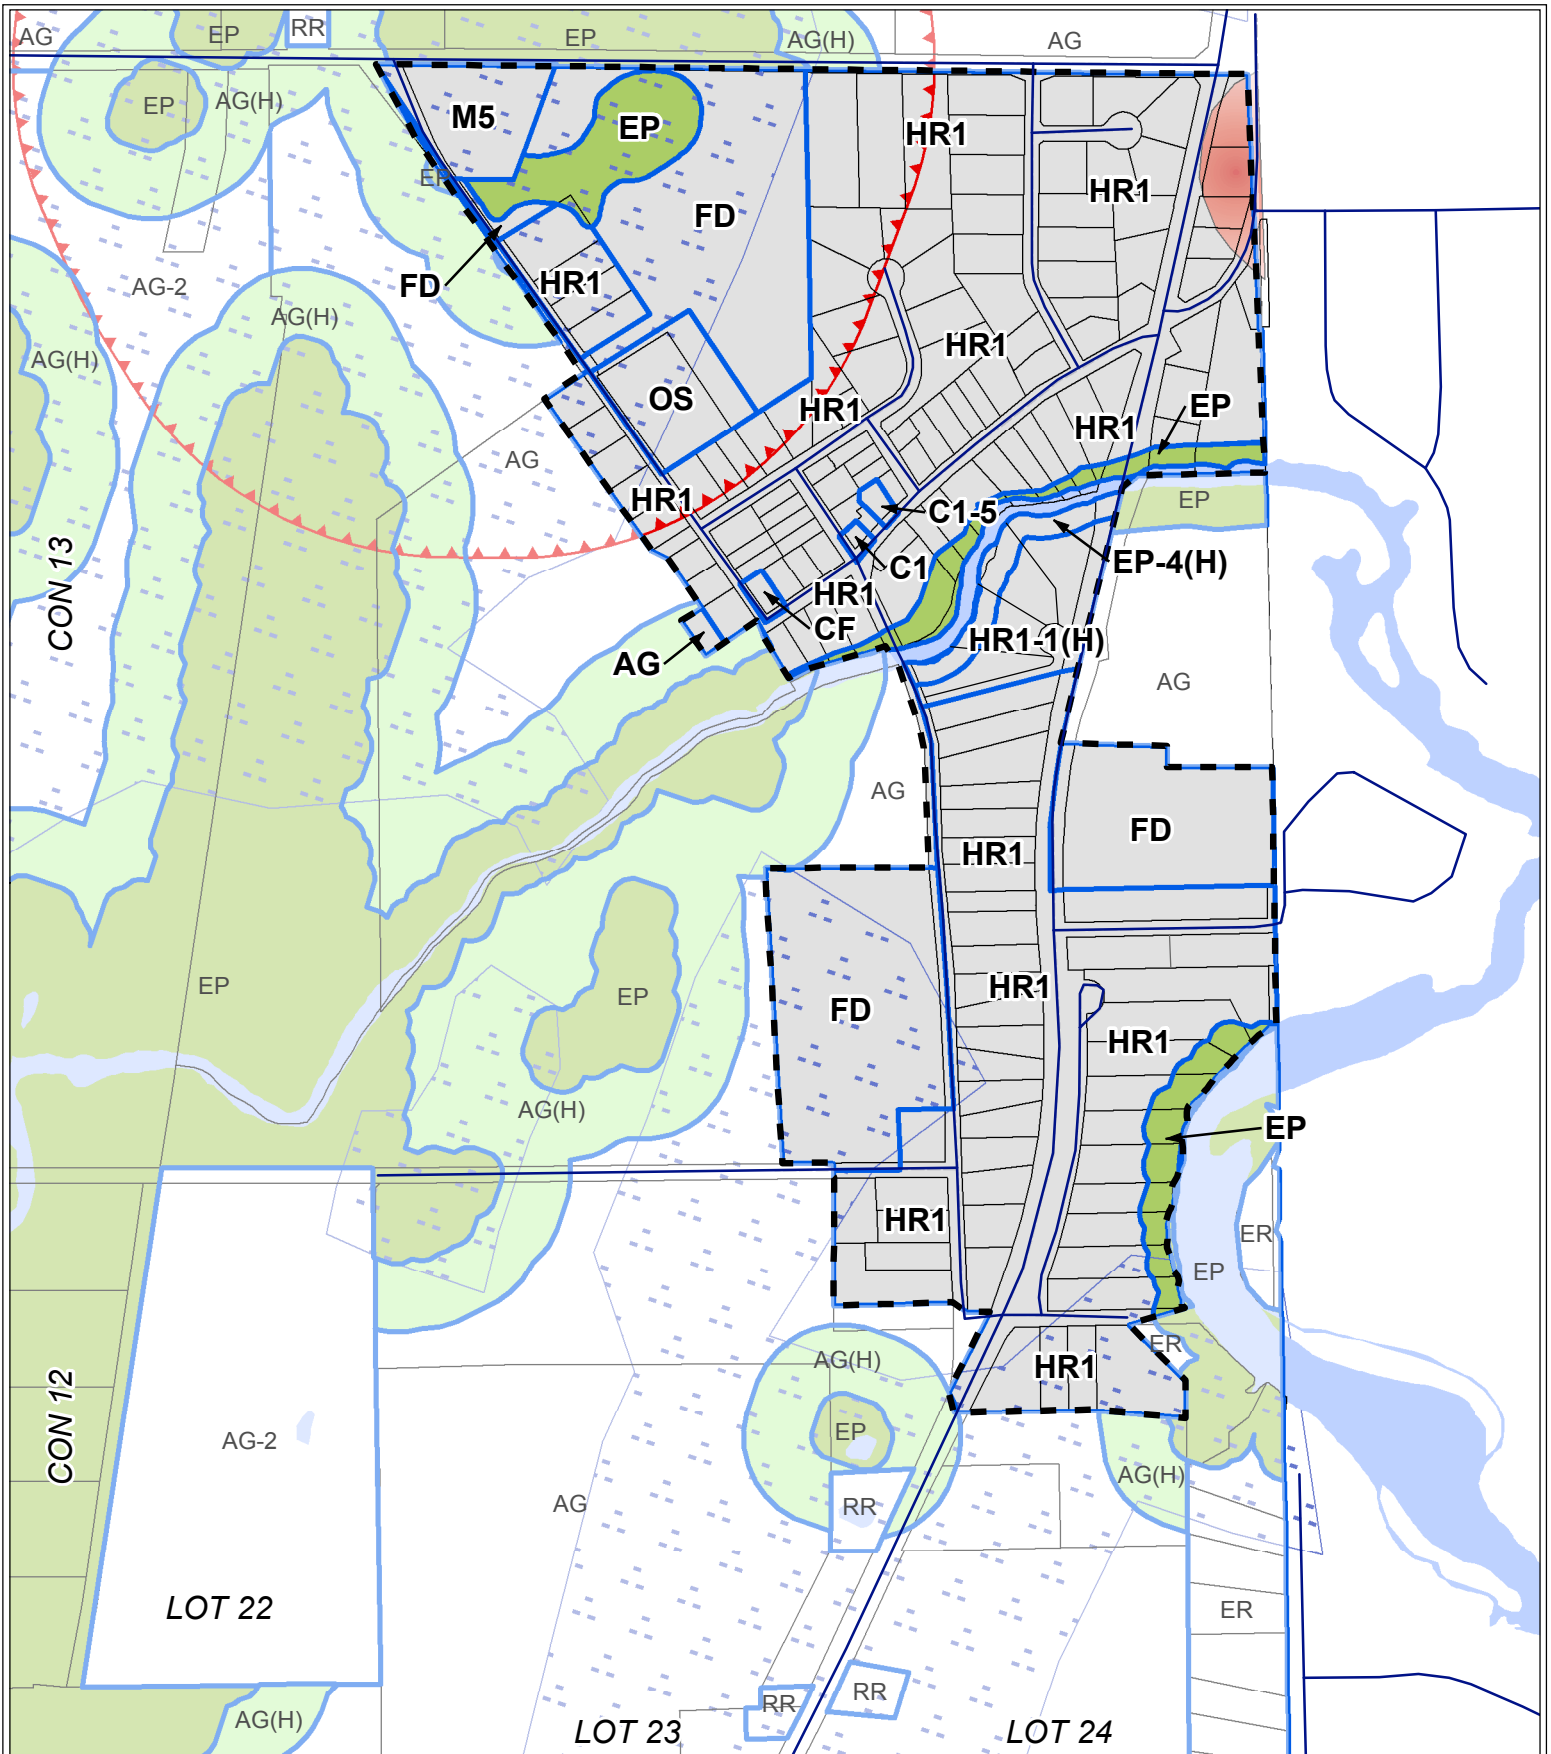 AG
EP
RR
EP
AG(H)
AG
EP
AG(H)
M5
EP
HR1
EP
HR1
FD
FD
HR1
AG-2
AG(H)
AG(H)
HR1
OS
HR1
EP
HR1
AG
HR1
EP
C1-5
CON 13
C1
EP-4(H)
HR1
CF
HR1-1(H)
AG
AG
AG
FD
HR1
EP
HR1
EP
FD
HR1
AG(H)
EP
HR1
ER
EP
ER
AG(H)
HR1
CON 12
EP
AG-2
AG(H)
AG
RR
LOT 22
ER
RR
RR
AG(H)
LOT 23
LOT 24